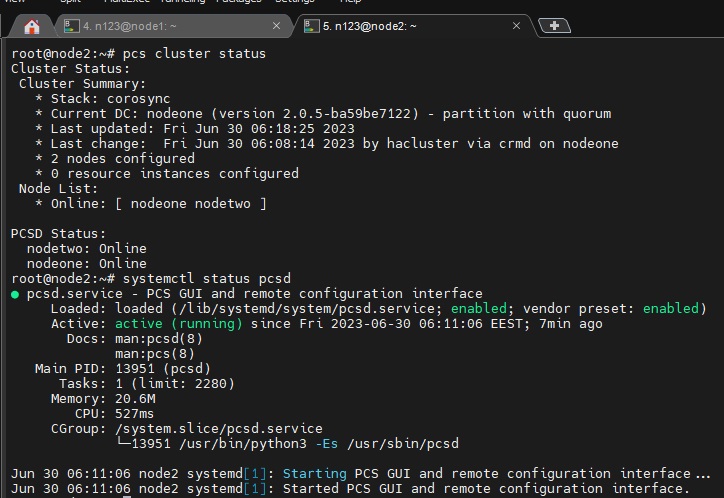 View Split MultiExec Tunneling Packages Settings Help
4. n123@node1: ~
5. n123@node2: ~
root@node2:~# pcs cluster status
Cluster Status:
 Cluster Summary:
   * Stack: corosync
   * Current DC: nodeone (version 2.0.5-ba59be7122) - partition with quorum
   * Last updated: Fri Jun 30 06:18:25 2023
   * Last change:  Fri Jun 30 06:08:14 2023 by hacluster via crmd on nodeone
   * 2 nodes configured
   * 0 resource instances configured
 Node List:
   * Online: [ nodeone nodetwo ]
PCSD Status:
  nodetwo: Online
  nodeone: Online
root@node2:~# systemctl status pcsd
● pcsd.service - PCS GUI and remote configuration interface
     Loaded: loaded (/lib/systemd/system/pcsd.service; enabled; vendor preset: enabled)
     Active: active (running) since Fri 2023-06-30 06:11:06 EEST; 7min ago
       Docs: man:pcsd(8)
             man:pcs(8)
   Main PID: 13951 (pcsd)
      Tasks: 1 (limit: 2280)
     Memory: 20.6M
        CPU: 527ms
     CGroup: /system.slice/pcsd.service
             └─13951 /usr/bin/python3 -Es /usr/sbin/pcsd
Jun 30 06:11:06 node2 systemd[1]: Starting PCS GUI and remote configuration interface...
Jun 30 06:11:06 node2 systemd[1]: Started PCS GUI and remote configuration interface.